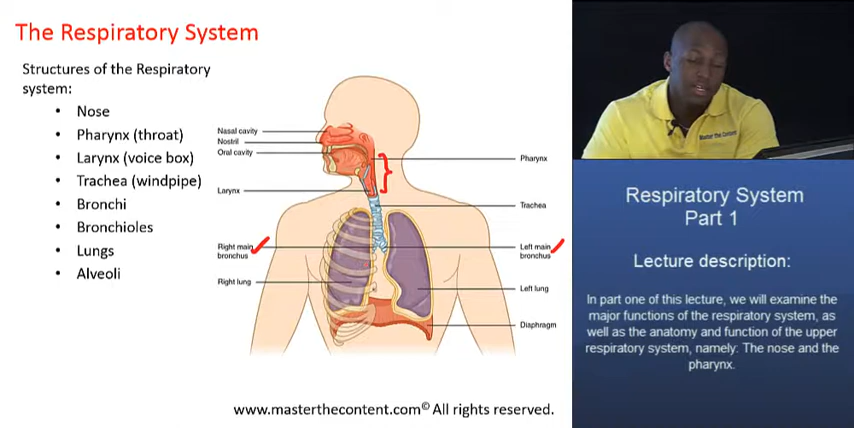 The Respiratory System
Structures of the Respiratory
system:
• Nose
• Pharynx (throat)
• Larynx (voice box)
• Trachea (windpipe)
• Bronchi
• Bronchioles
• Lungs
• Alveoli
Nasal cavity
Nostril
Oral cavity
Larynx
Right main
bronchus
Right lung
Pharynx
Trachea
Left main
bronchus
Left lung
Diaphragm
www.masterthecontent.com© All rights reserved.
Master The Content
Respiratory System
Part 1
Lecture description:
In part one of this lecture, we will examine the
major functions of the respiratory system, as
well as the anatomy and function of the upper
respiratory system, namely: The nose and the
pharynx.